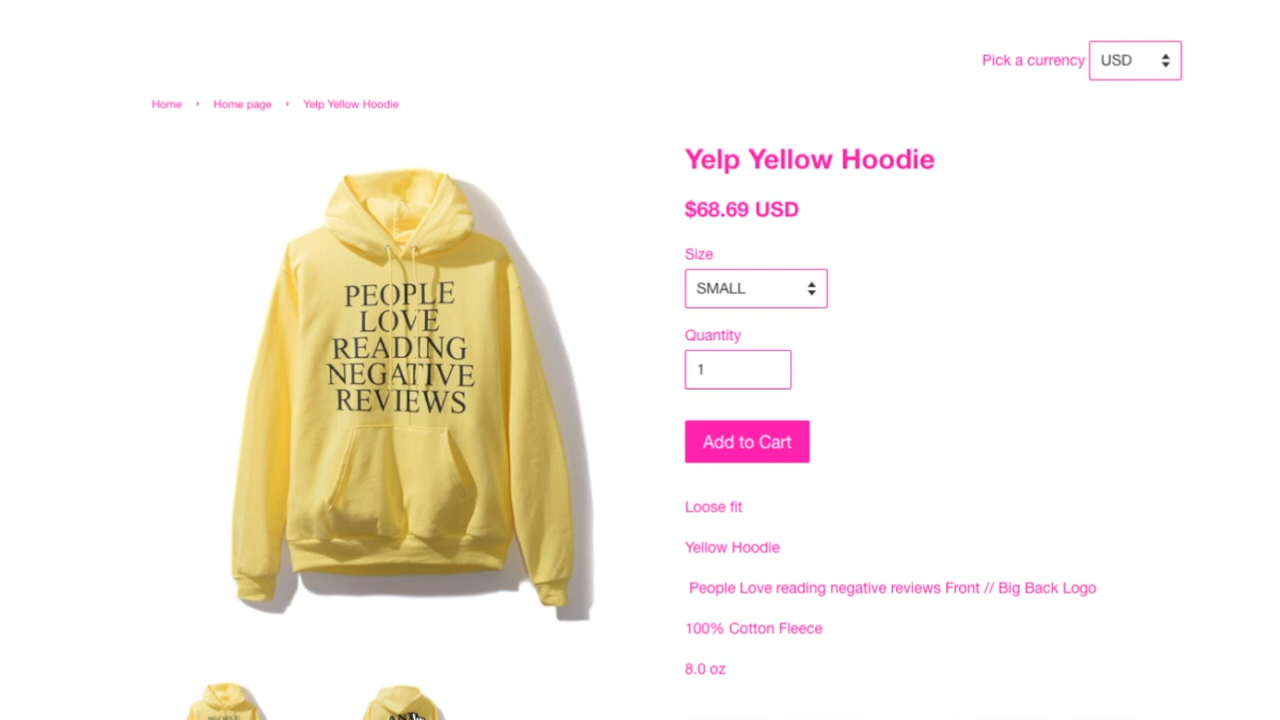 Pick a currency USD
Home › Home page › Yelp Yellow Hoodie
Yelp Yellow Hoodie
$68.69 USD
Size
SMALL
Quantity
1
Add to Cart
Loose fit
Yellow Hoodie
People Love reading negative reviews Front // Big Back Logo
100% Cotton Fleece
8.0 oz
PEOPLE
LOVE
READING
NEGATIVE
REVIEWS
PEOPLE